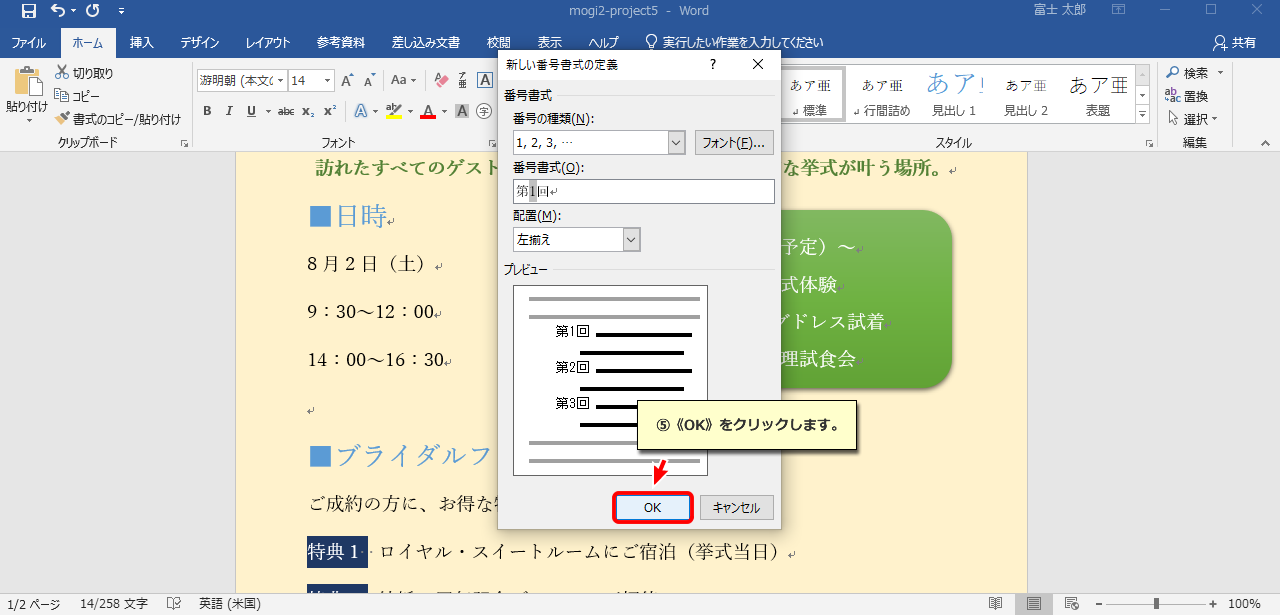 mogi2-project5 - Word
富士 太郎
ファイル ホーム 挿入 デザイン レイアウト 参考資料 差し込み文書 校閲 表示 ヘルプ 実行したい作業を入力してください 共有
貼り付け
切り取り
コピー
書式のコピー/貼り付け
クリップボード
游明朝 (本文(
14
フォント
あア亜
標準
あア亜
行間詰め
あア!
見出し 1
あア亜
見出し 2
あア亜
表題
スタイル
検索
置換
選択
編集
新しい番号書式の定義
番号書式
番号の種類(N):
1, 2, 3, …
フォント(F)...
番号書式(O):
第1回
配置(M):
左揃え
プレビュー
第1回
第2回
第3回
⑤《OK》をクリックします。
OK
キャンセル
訪れたすべてのゲスト
な挙式が叶う場所。
■日時
8月2日（土）
9：30～12：00
14：00～16：30
予定）～
式体験
ドレス試着
理試食会
■ブライダルフ
ご成約の方に、お得な
特典1 ロイヤル・スイートルームにご宿泊（挙式当日）
1/2 ページ 14/258 文字 英語 (米国)
100%